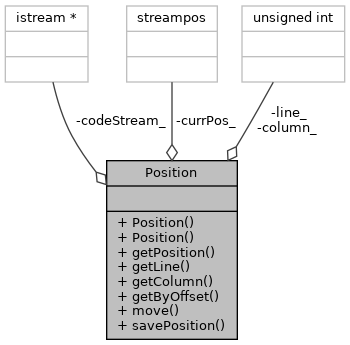 istream *
streampos
unsigned int
-codeStream_
-currPos_
-line_
-column_
Position
+ Position()
+ Position()
+ getPosition()
+ getLine()
+ getColumn()
+ getByOffset()
+ move()
+ savePosition()